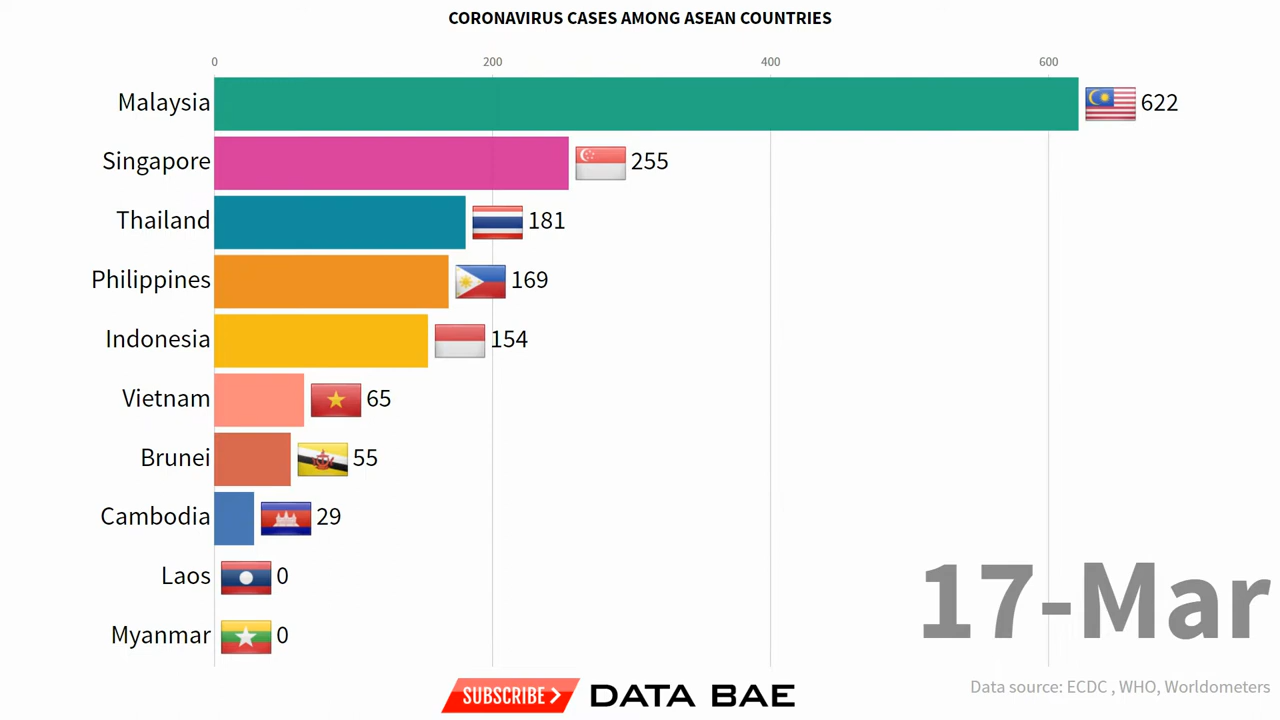 CORONAVIRUS CASES AMONG ASEAN COUNTRIES
0 200 400 600
Malaysia 622
Singapore 255
Thailand 181
Philippines 169
Indonesia 154
Vietnam 65
Brunei 55
Cambodia 29
Laos 0
Myanmar 0
17-Mar
Data source: ECDC , WHO, Worldometers
SUBSCRIBE DATA BAE